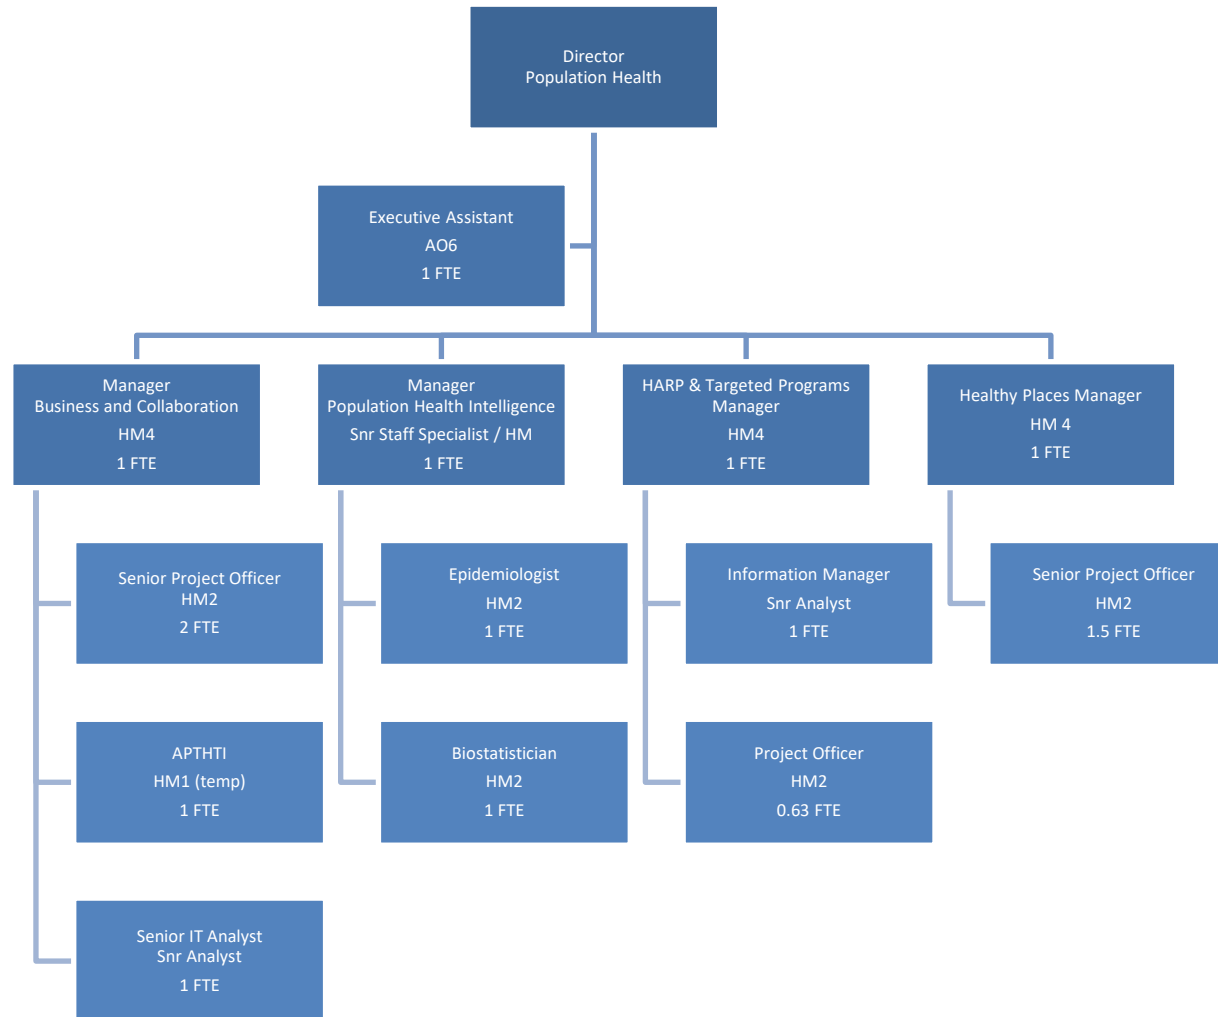 Director
Population Health
Executive Assistant
AO6
1 FTE
Manager
Business and Collaboration
HM4
1 FTE
Manager
Population Health Intelligence
Snr Staff Specialist / HM
1 FTE
HARP & Targeted Programs
Manager
HM4
1 FTE
Healthy Places Manager
HM 4
1 FTE
Senior Project Officer
HM2
2 FTE
Epidemiologist
HM2
1 FTE
Information Manager
Snr Analyst
1 FTE
Senior Project Officer
HM2
1.5 FTE
APTHTI
HM1 (temp)
1 FTE
Biostatistician
HM2
1 FTE
Project Officer
HM2
0.63 FTE
Senior IT Analyst
Snr Analyst
1 FTE